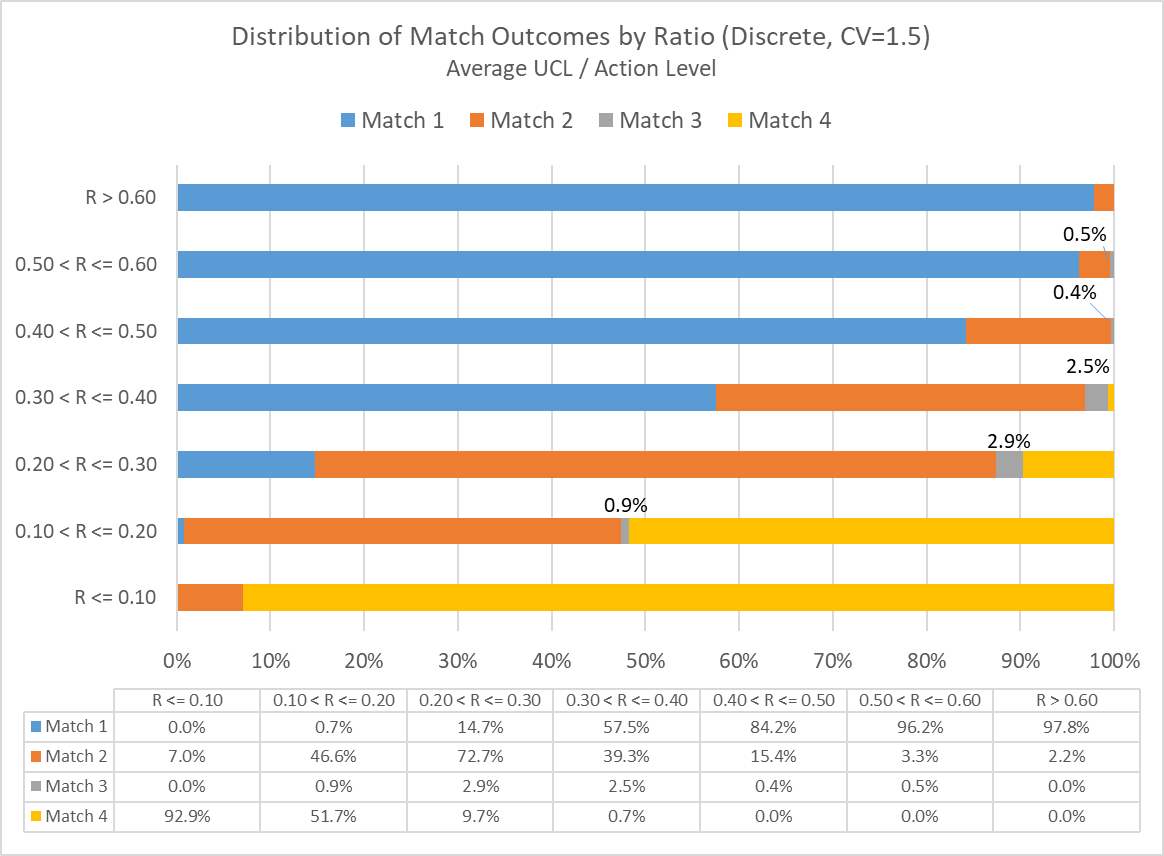 Distribution of Match Outcomes by Ratio (Discrete, CV=1.5)
Average UCL / Action Level
Match 1 Match 2 Match 3 Match 4
R > 0.60
0.5%
0.50 < R <= 0.60
0.4%
0.40 < R <= 0.50
2.5%
0.30 < R <= 0.40
2.9%
0.20 < R <= 0.30
0.9%
0.10 < R <= 0.20
R <= 0.10
0% 10% 20% 30% 40% 50% 60% 70% 80% 90% 100%
R <= 0.10 0.10 < R <= 0.20 0.20 < R <= 0.30 0.30 < R <= 0.40 0.40 < R <= 0.50 0.50 < R <= 0.60 R > 0.60
Match 1 0.0% 0.7% 14.7% 57.5% 84.2% 96.2% 97.8%
Match 2 7.0% 46.6% 72.7% 39.3% 15.4% 3.3% 2.2%
Match 3 0.0% 0.9% 2.9% 2.5% 0.4% 0.5% 0.0%
Match 4 92.9% 51.7% 9.7% 0.7% 0.0% 0.0% 0.0%